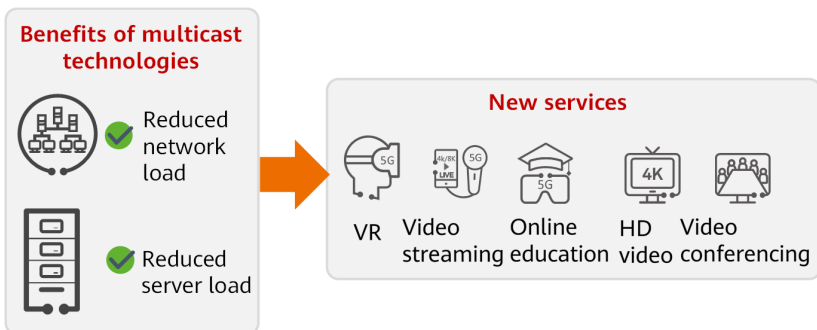 Benefits of multicast
technologies
Reduced
network
load
Reduced
server load
New services
5G
4k/8K
LIVE
5G
5G
4K
VR
Video
streaming
Online
education
HD
video
Video
conferencing